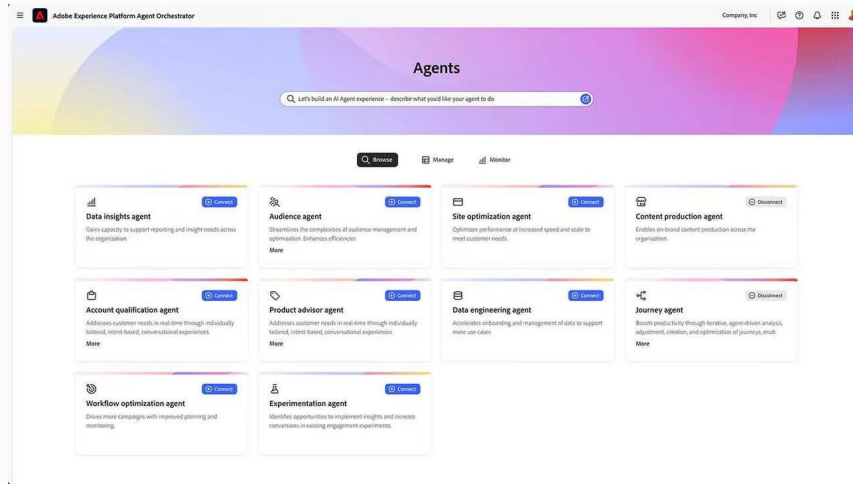 Adobe Experience Platform Agent Orchestrator
Company, Inc
Agents
Let's build an AI Agent experience – describe what you'd like your agent to do
Browse
Manage
Monitor
Connect
Data insights agent
Gains capacity to support reporting and insight needs across
the organization.
Connect
Audience agent
Streamlines the complexities of audience management and
optimization. Enhances efficiencies
More
Connect
Site optimization agent
Optimizes performance at increased speed and scale to
meet customer needs.
Disconnect
Content production agent
Enables on-brand content production across the
organization.
Connect
Account qualification agent
Addresses customer needs in real-time through individually
tailored, intent-based, conversational experiences.
More
Connect
Product advisor agent
Addresses customer needs in real-time through individually
tailored, intent-based, conversational experiences.
More
Connect
Data engineering agent
Accelerates onboarding and management of data to support
more use cases.
Disconnect
Journey agent
Boosts productivity through iterative, agent-driven analysis,
adjustment, creation, and optimization of journeys, enab
More
Connect
Workflow optimization agent
Drives more campaigns with improved planning and
monitoring.
Connect
Experimentation agent
Identifies opportunities to implement insights and increase
conversions in existing engagement experiments.